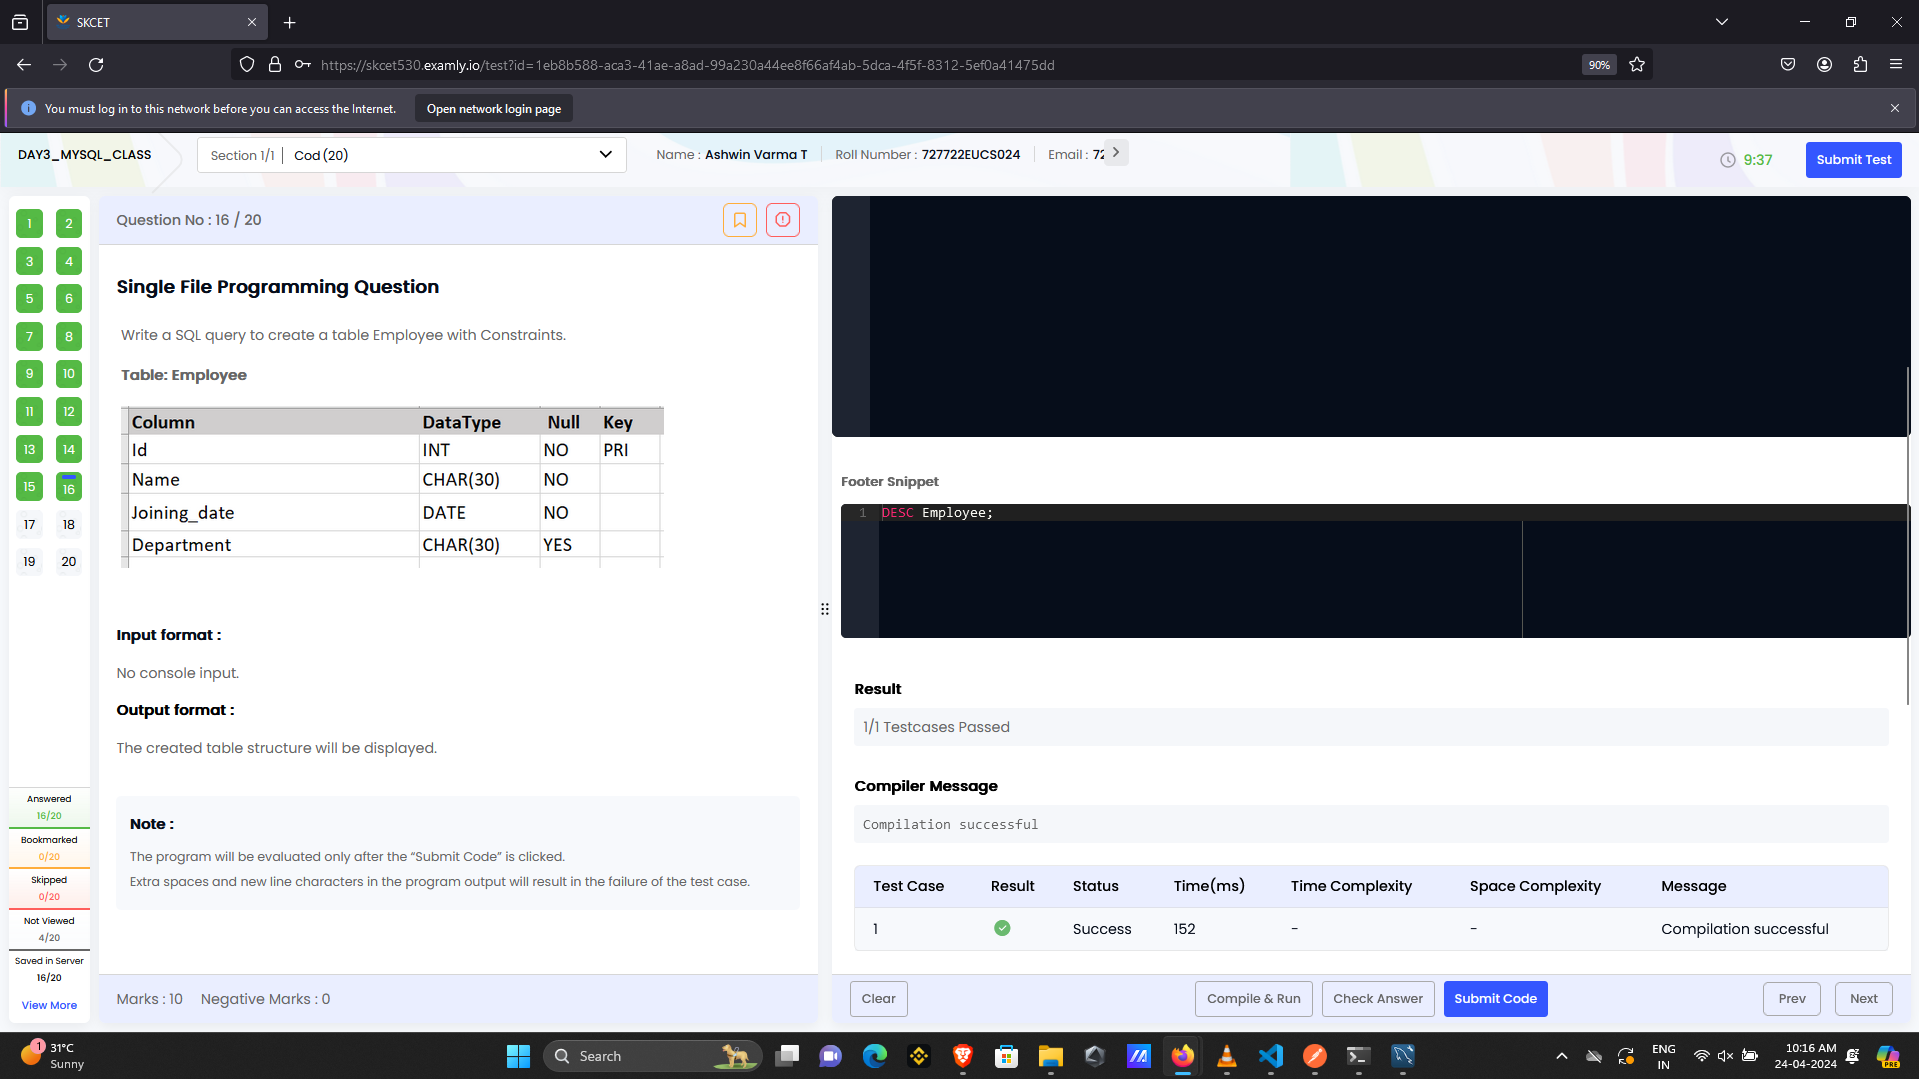 SKCET
https://skcet530.examly.io/test?id=1eb8b588-aca3-41ae-a8ad-99a230a44ee8f66af4ab-5dca-4f5f-8312-5ef0a41475dd
90%
You must log in to this network before you can access the Internet.
Open network login page
DAY3_MYSQL_CLASS
Section 1/1
Cod (20)
Name : Ashwin Varma T
Roll Number : 727722EUCS024
Email : 72
9:37
Submit Test
1 2
3 4
5 6
7 8
9 10
11 12
13 14
15 16
17 18
19 20
Answered
16/20
Bookmarked
0/20
Skipped
0/20
Not Viewed
4/20
Saved in Server
16/20
View More
Question No : 16 / 20
Single File Programming Question
Write a SQL query to create a table Employee with Constraints.
Table: Employee
Column DataType Null Key
Id INT NO PRI
Name CHAR(30) NO
Joining_date DATE NO
Department CHAR(30) YES
Input format :
No console input.
Output format :
The created table structure will be displayed.
Note :
The program will be evaluated only after the “Submit Code” is clicked.
Extra spaces and new line characters in the program output will result in the failure of the test case.
Marks : 10 Negative Marks : 0
Footer Snippet
1 DESC Employee;
Result
1/1 Testcases Passed
Compiler Message
Compilation successful
Test Case Result Status Time(ms) Time Complexity Space Complexity Message
1 Success 152 - - Compilation successful
Clear
Compile & Run
Check Answer
Submit Code
Prev
Next
1
31°C
Sunny
Search
ENG
IN
10:16 AM
24-04-2024
PRE